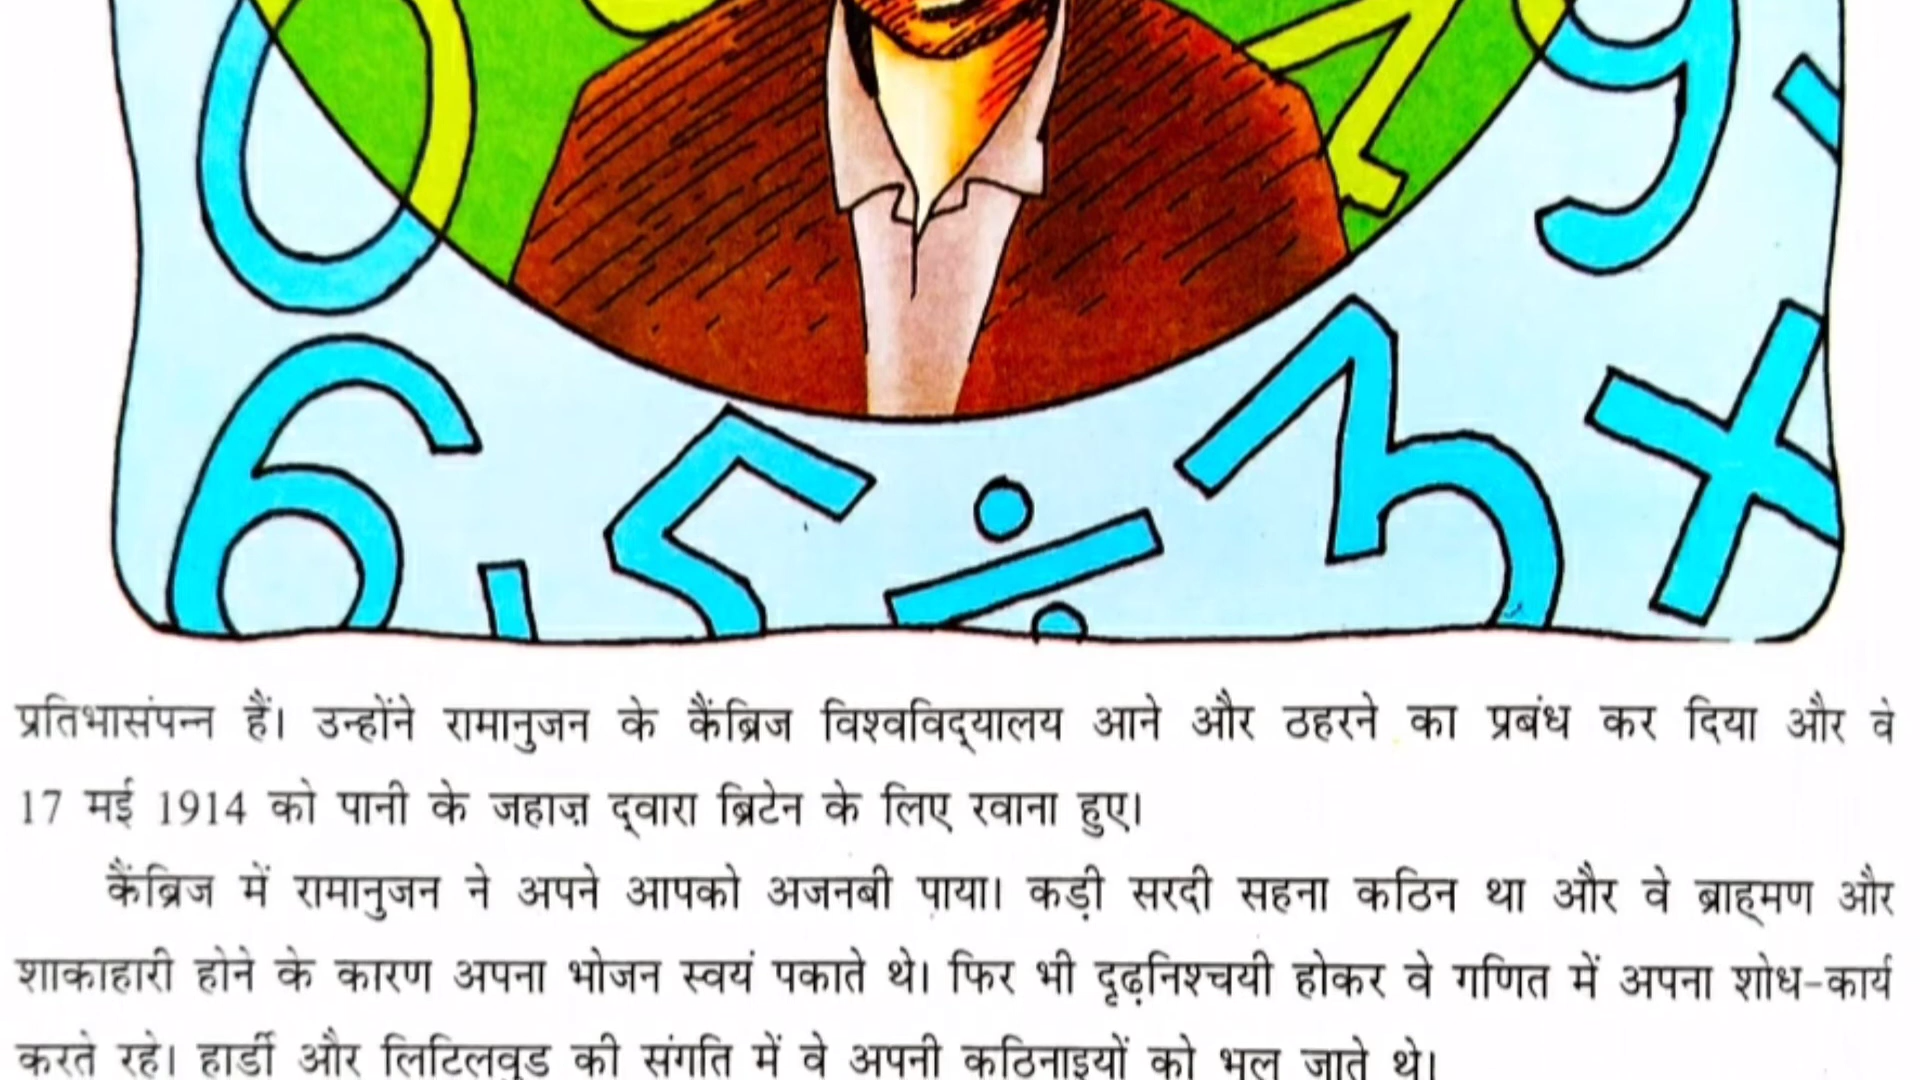 प्रतिभासंपन्न हैं। उन्होंने रामानुजन के कैंब्रिज विश्वविद्यालय आने और ठहरने का प्रबंध कर दिया और वे
17 मई 1914 को पानी के जहाज़ द्वारा ब्रिटेन के लिए रवाना हुए।
कैंब्रिज में रामानुजन ने अपने आपको अजनबी पाया। कड़ी सरदी सहना कठिन था और वे ब्राह्मण और
शाकाहारी होने के कारण अपना भोजन स्वयं पकाते थे। फिर भी दृढ़निश्चयी होकर वे गणित में अपना शोध-कार्य
करते रहे। हार्डी और लिटिलवुड की संगति में वे अपनी कठिनाइयों को भूल जाते थे।